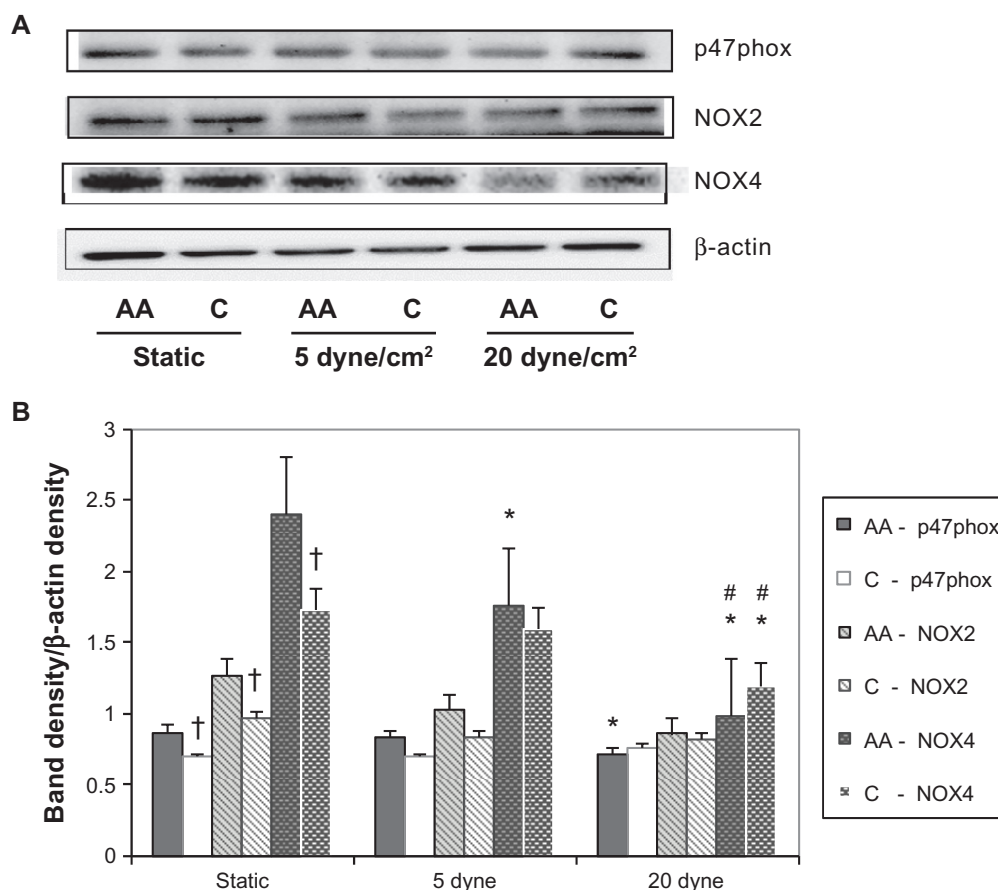 A
p47phox
NOX2
NOX4
β-actin
AA C AA C AA C
Static 5 dyne/cm² 20 dyne/cm²
B
Band density/β-actin density
3
2.5
2
1.5
1
0.5
0
†
†
†
*
*
# #
* *
Static 5 dyne 20 dyne
AA - p47phox
C - p47phox
AA - NOX2
C - NOX2
AA - NOX4
C - NOX4